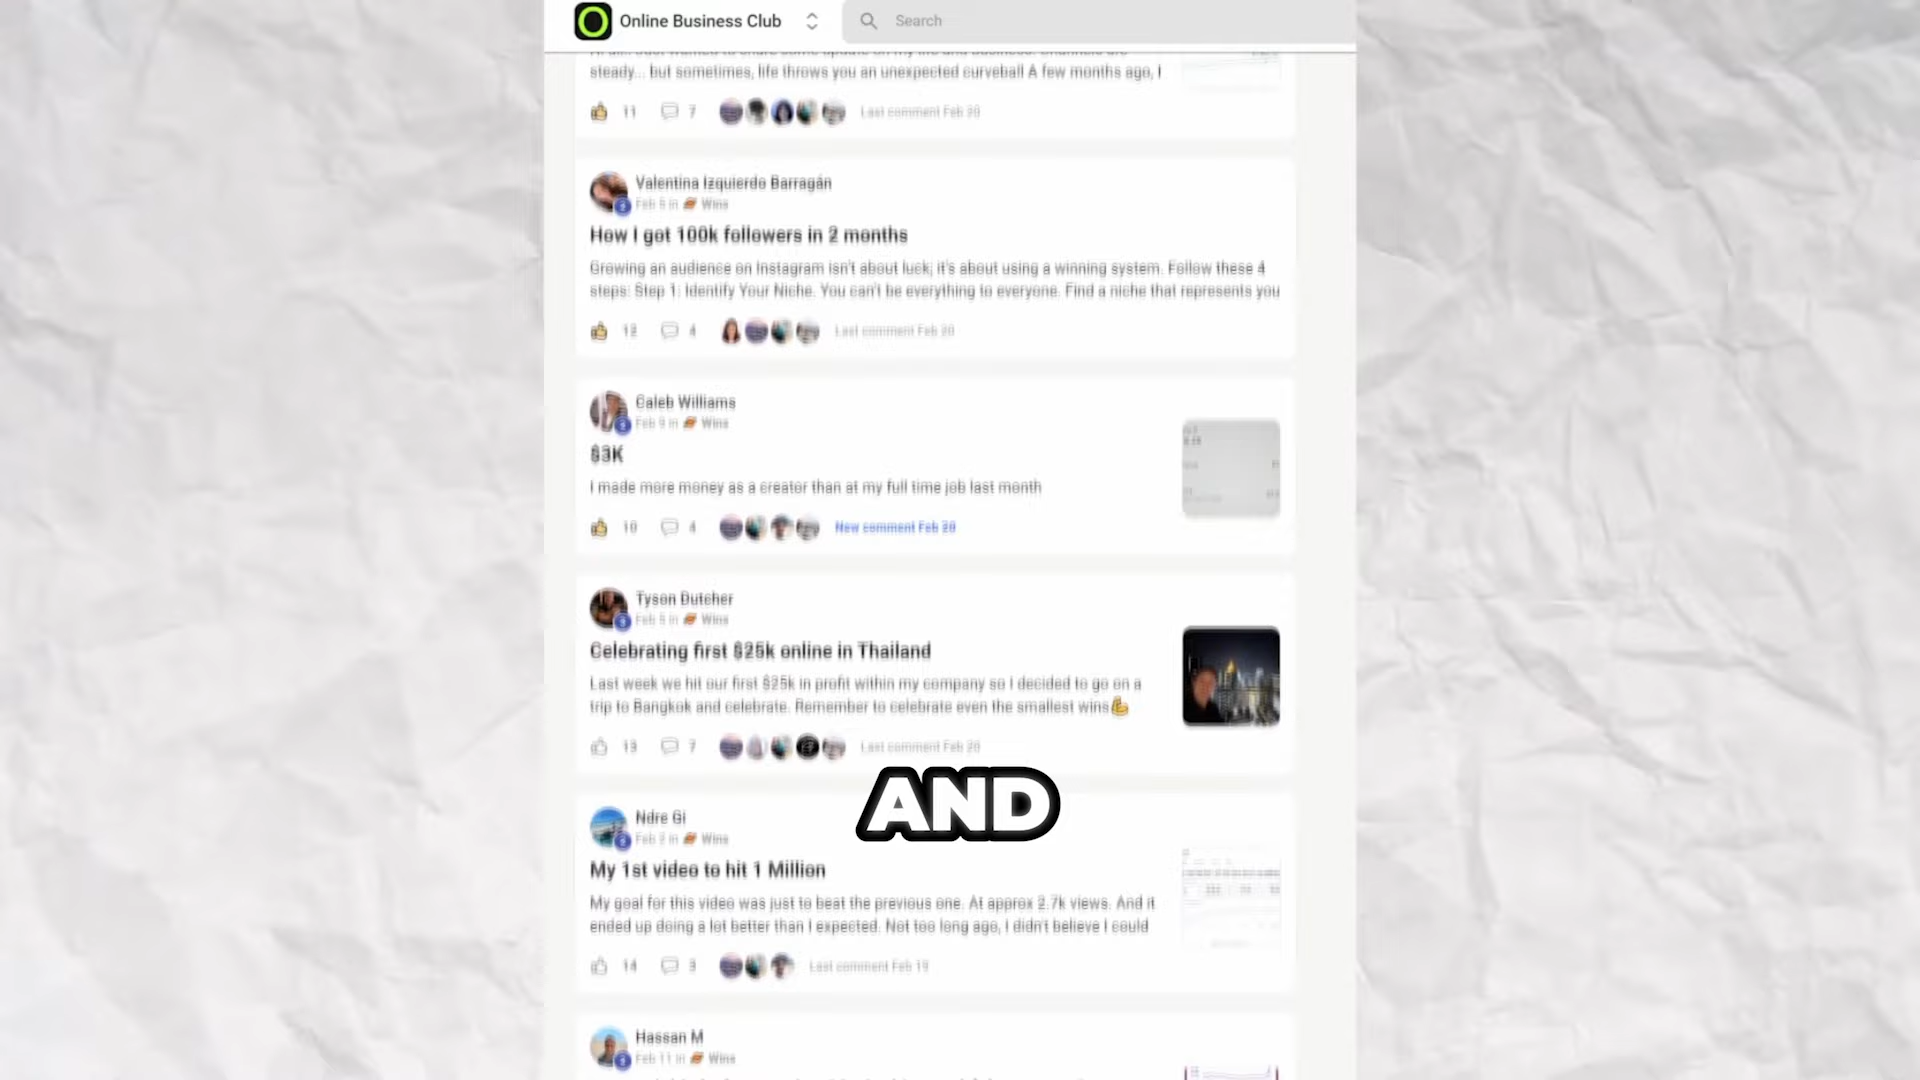 Online Business Club
Search
steady... but sometimes, life throws you an unexpected curveball A few months ago, I
11 7 Last comment Feb 20
Valentina Izquierdo Barragán
Feb 5 in Wins
How I got 100k followers in 2 months
Growing an audience on Instagram isn't about luck; it's about using a winning system. Follow these 4
steps: Step 1: Identify Your Niche. You can't be everything to everyone. Find a niche that represents you
12 4 Last comment Feb 20
Caleb Williams
Feb 9 in Wins
$3K
I made more money as a creator than at my full time job last month
10 4 New comment Feb 20
Tyson Dutcher
Feb 5 in Wins
Celebrating first $25k online in Thailand
Last week we hit our first $25k in profit within my company so I decided to go on a
trip to Bangkok and celebrate. Remember to celebrate even the smallest wins💪
13 7 Last comment Feb 20
AND
Ndre Gi
Feb 2 in Wins
My 1st video to hit 1 Million
My goal for this video was just to beat the previous one. At approx 2.7k views. And it
ended up doing a lot better than I expected. Not too long ago, I didn't believe I could
14 3 Last comment Feb 19
Hassan M
Feb 11 in Wins